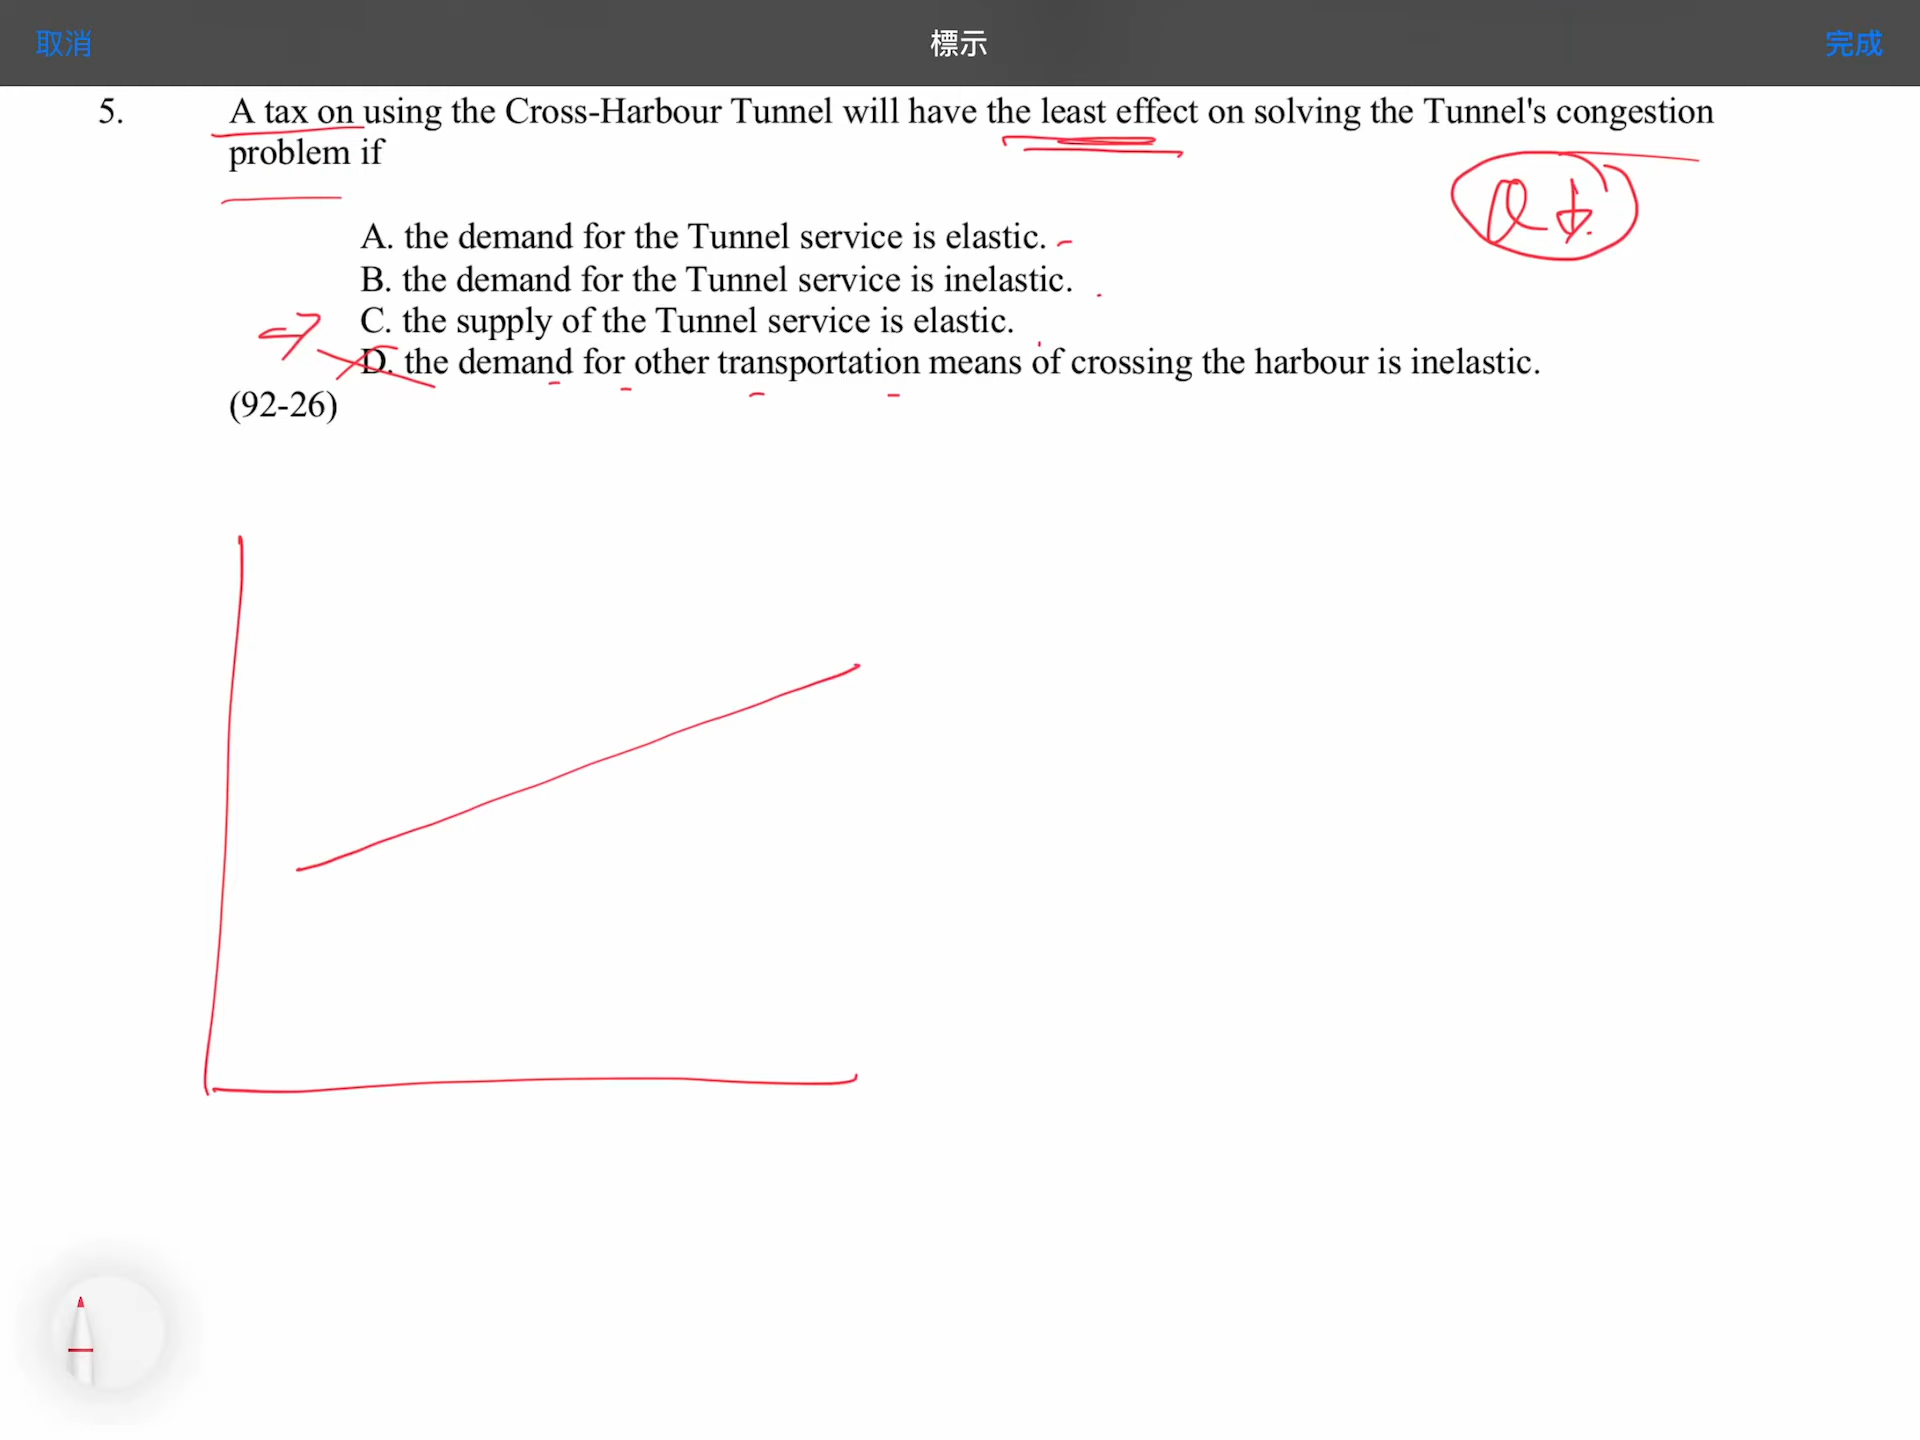 取消 標示 完成
5. A tax on using the Cross-Harbour Tunnel will have the least effect on solving the Tunnel's congestion
problem if
Q ↓
A. the demand for the Tunnel service is elastic.
B. the demand for the Tunnel service is inelastic.
C. the supply of the Tunnel service is elastic.
D. the demand for other transportation means of crossing the harbour is inelastic.
(92-26)